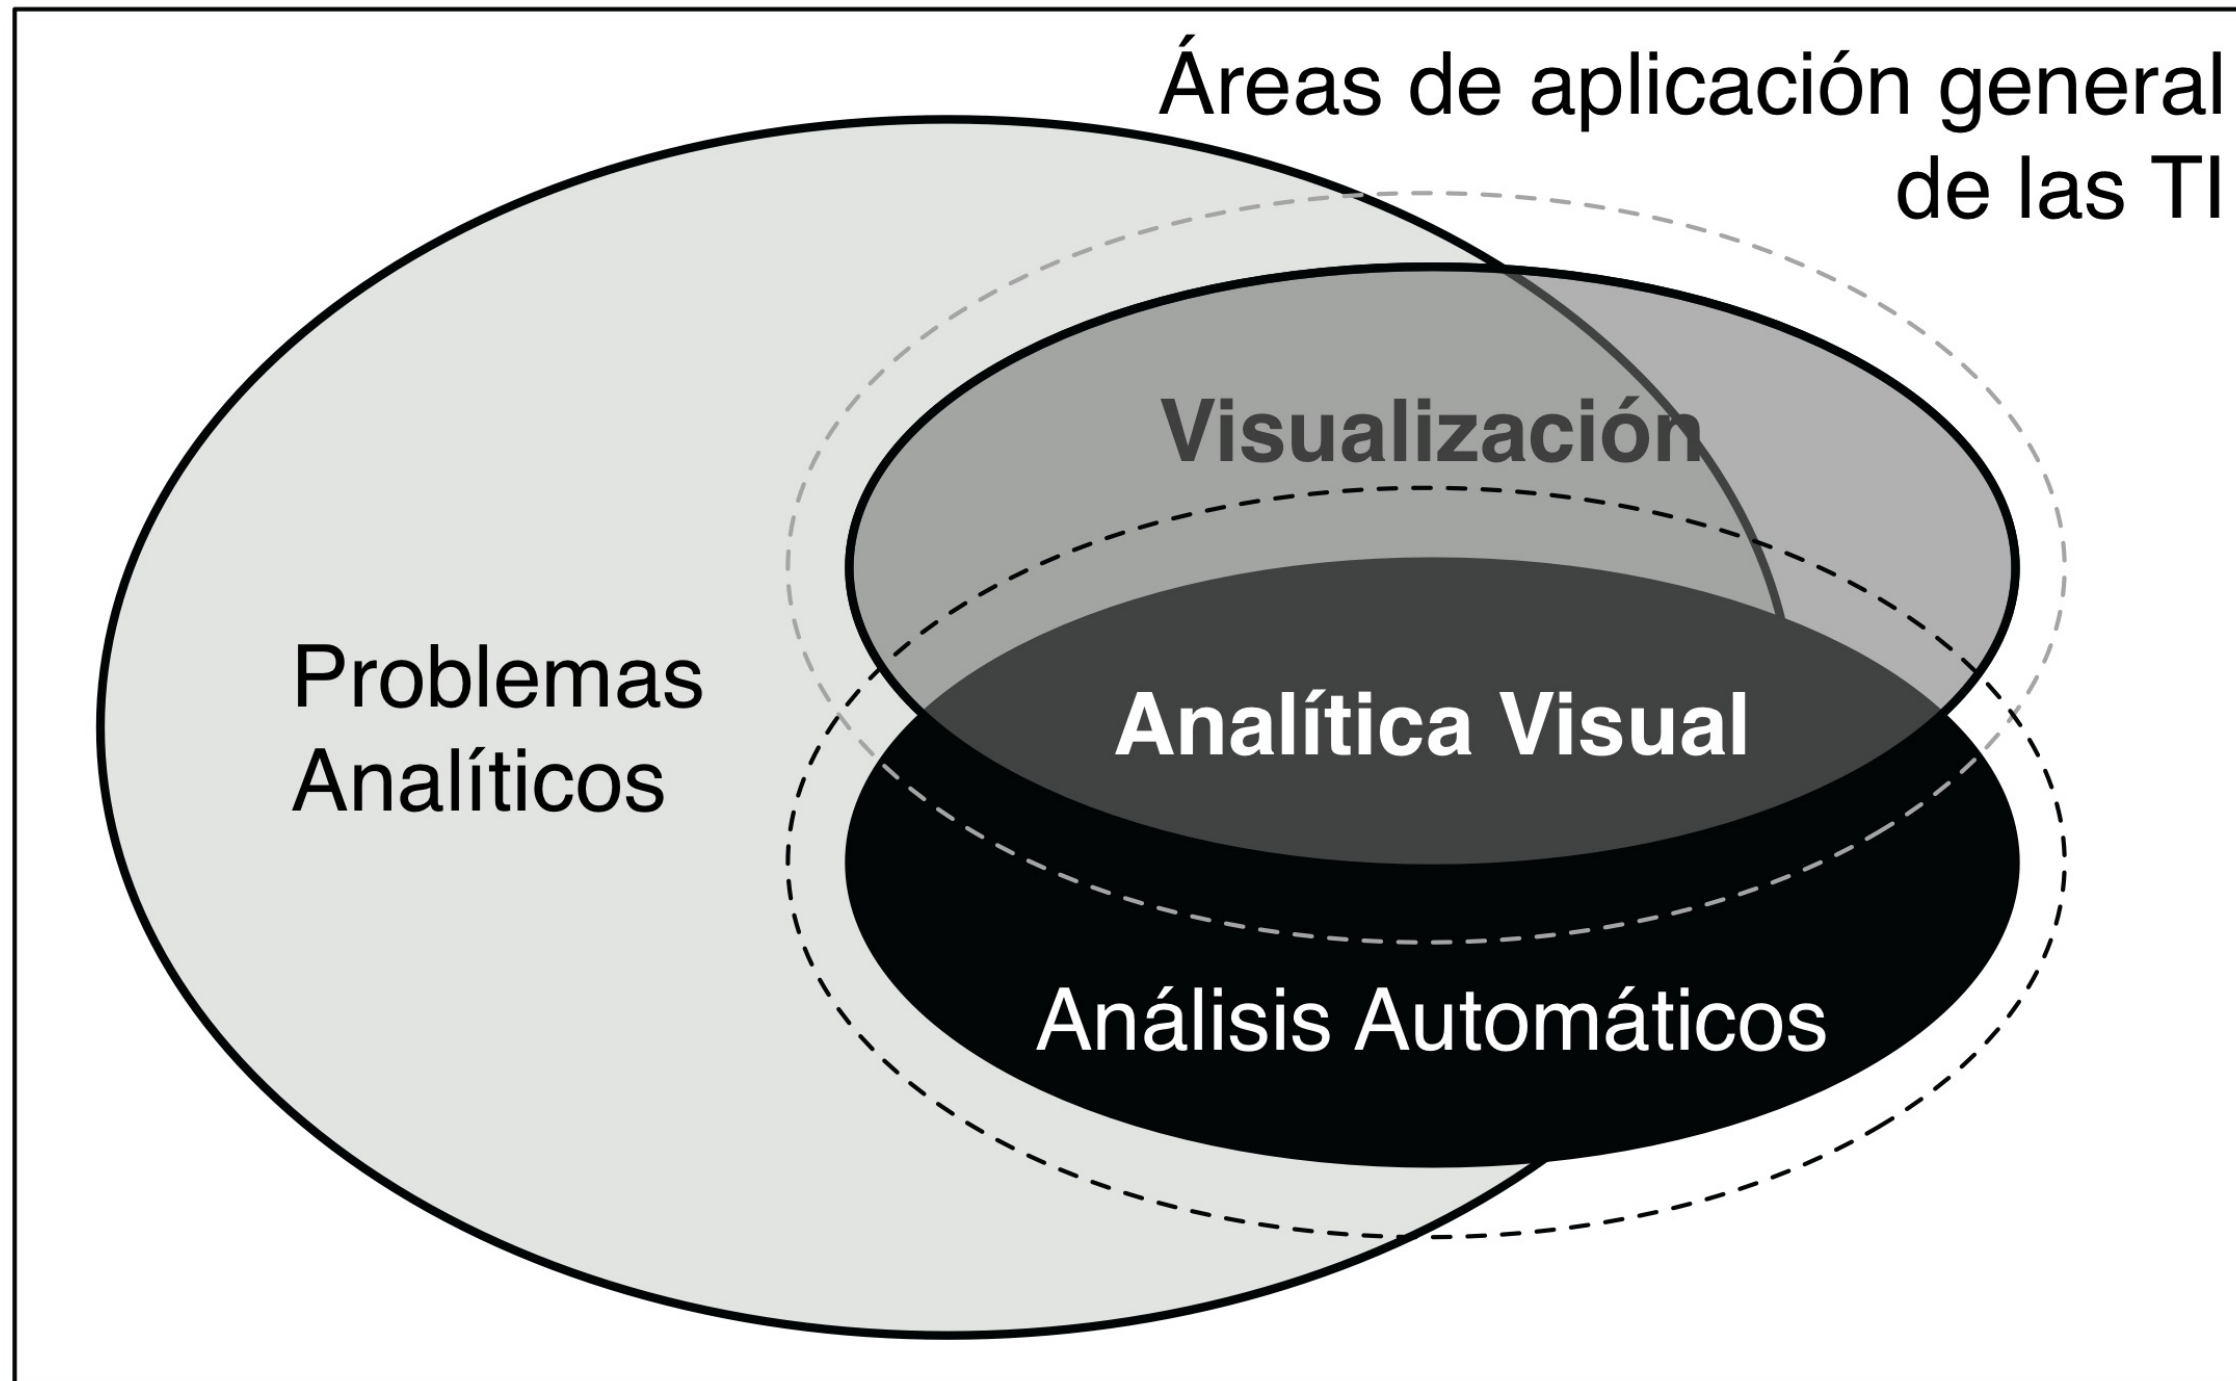 Áreas de aplicación general
de las TI
Visualización
Problemas
Analíticos
Analítica Visual
Análisis Automáticos